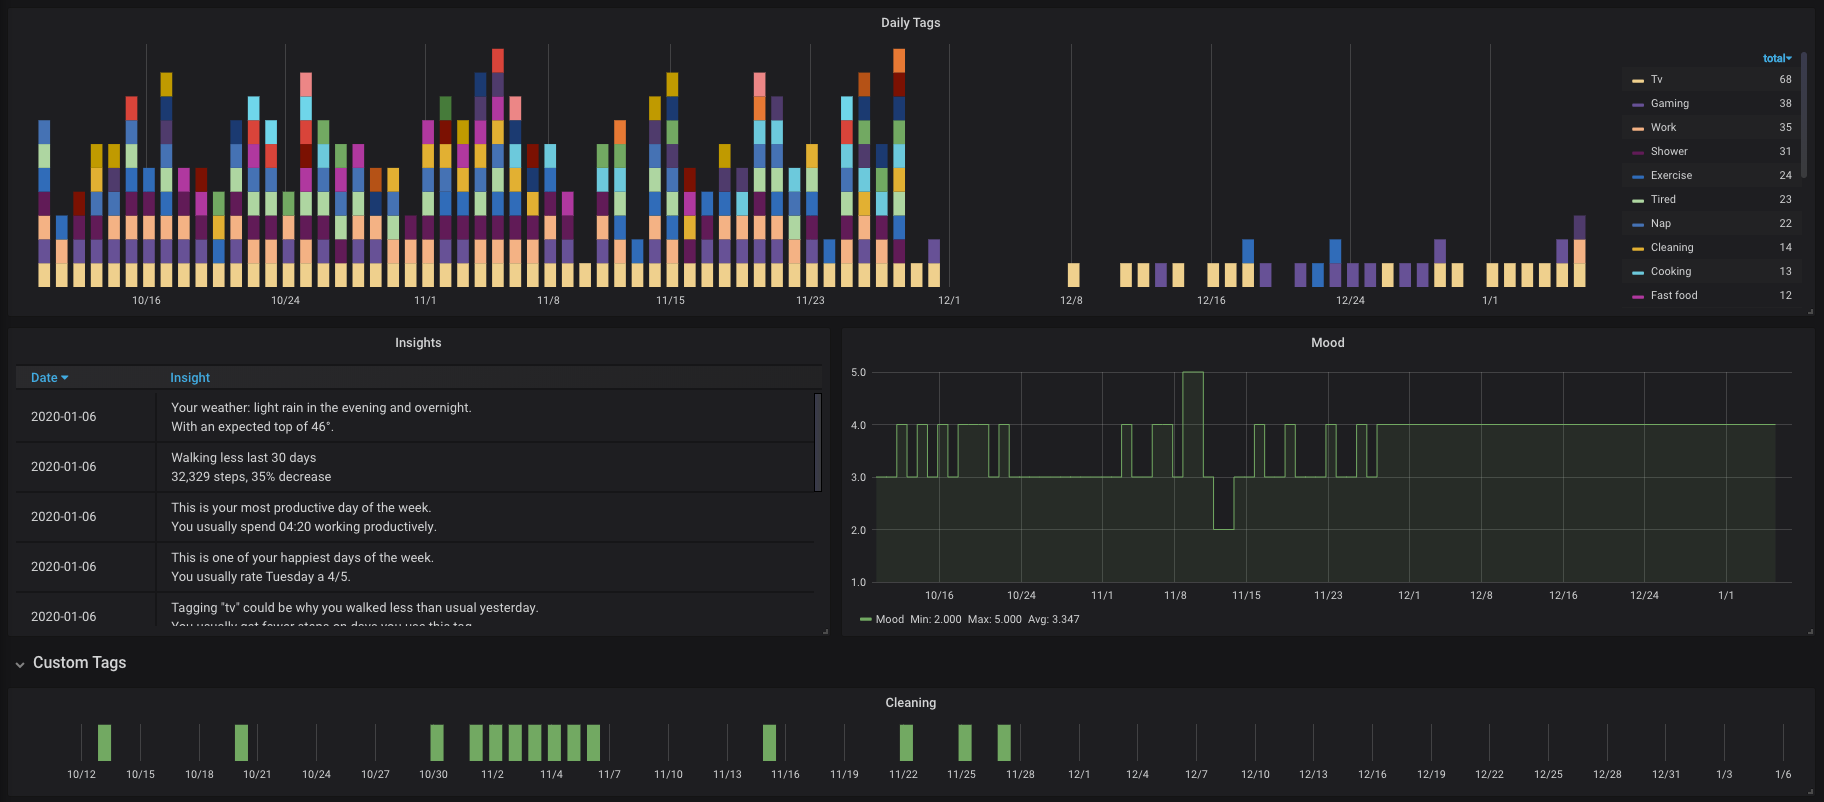 Daily Tags
total
Tv 68
Gaming 38
Work 35
Shower 31
Exercise 24
Tired 23
Nap 22
Cleaning 14
Cooking 13
Fast food 12
10/16 10/24 11/1 11/8 11/15 11/23 12/1 12/8 12/16 12/24 1/1
Insights
Date Insight
2020-01-06
Your weather: light rain in the evening and overnight.
With an expected top of 46°.
2020-01-06
Walking less last 30 days
32,329 steps, 35% decrease
2020-01-06
This is your most productive day of the week.
You usually spend 04:20 working productively.
2020-01-06
This is one of your happiest days of the week.
You usually rate Tuesday a 4/5.
2020-01-06
Tagging "tv" could be why you walked less than usual yesterday.
You usually get fewer steps on days you use this tag.
Mood
5.0
4.0
3.0
2.0
1.0
10/16 10/24 11/1 11/8 11/15 11/23 12/1 12/8 12/16 12/24 1/1
Mood Min: 2.000 Max: 5.000 Avg: 3.347
Custom Tags
Cleaning
10/12 10/15 10/18 10/21 10/24 10/27 10/30 11/2 11/4 11/7 11/10 11/13 11/16 11/19 11/22 11/25 11/28 12/1 12/4 12/7 12/10 12/13 12/16 12/19 12/22 12/25 12/28 12/31 1/3 1/6